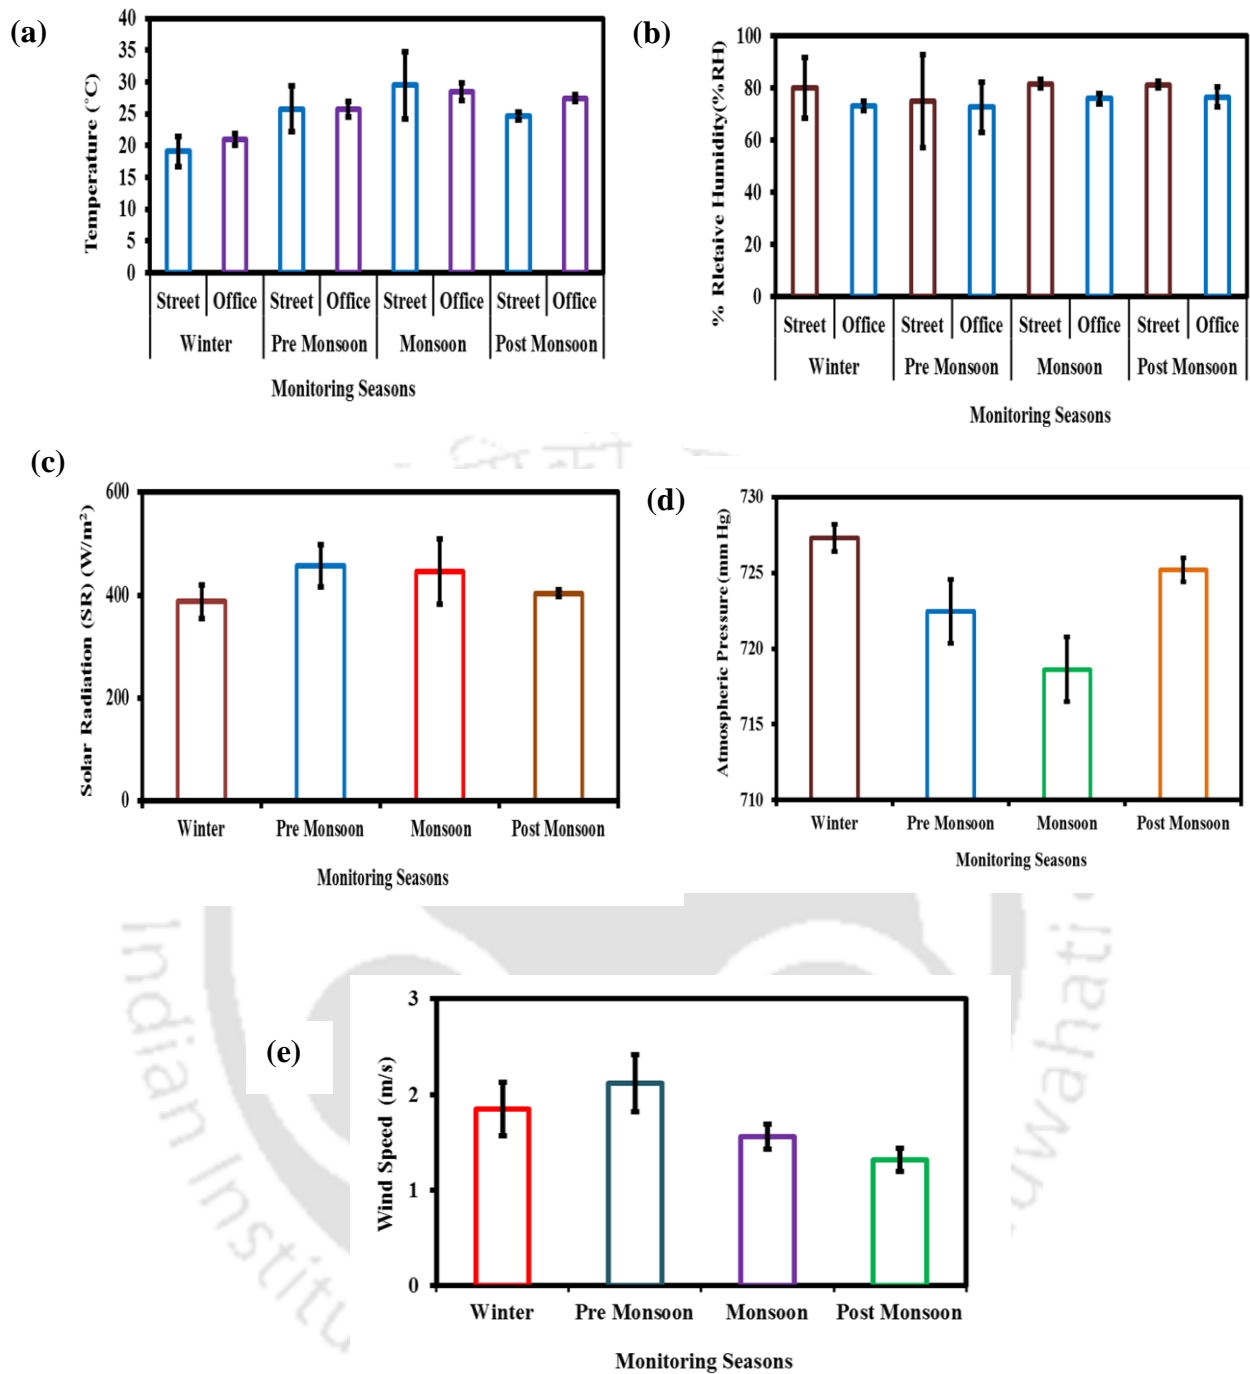 (a)
Temperature (°C)
40
35
30
25
20
15
10
5
0
Street Office Street Office Street Office Street Office
Winter Pre Monsoon Monsoon Post Monsoon
Monitoring Seasons
(b)
% Rletaive Humidity(%RH)
100
80
60
40
20
0
Street Office Street Office Street Office Street Office
Winter Pre Monsoon Monsoon Post Monsoon
Monitoring Seasons
(c)
Solar Radiation (SR) (W/m²)
600
400
200
0
Winter Pre Monsoon Monsoon Post Monsoon
Monitoring Seasons
(d)
Atmospheric Pressure (mm Hg)
730
725
720
715
710
Winter Pre Monsoon Monsoon Post Monsoon
Monitoring Seasons
(e)
Wind Speed (m/s)
3
2
1
0
Winter Pre Monsoon Monsoon Post Monsoon
Monitoring Seasons
Indian Institu
uwahati